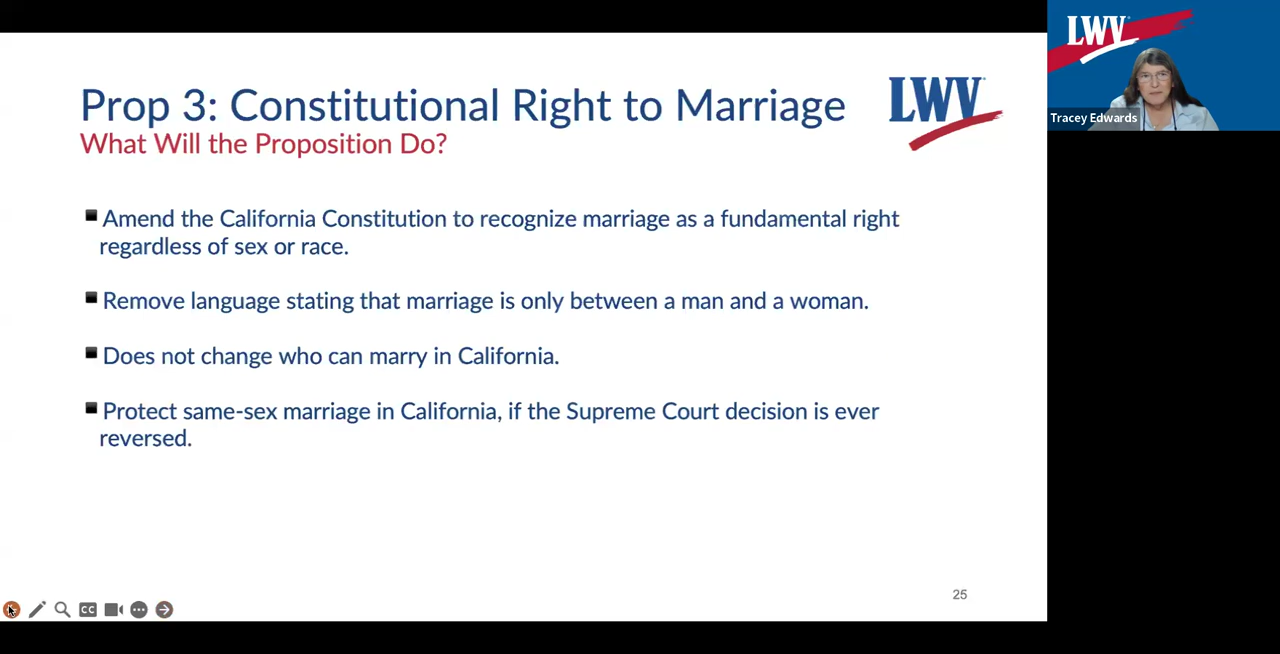 Prop 3: Constitutional Right to Marriage
LWV
What Will the Proposition Do?
Amend the California Constitution to recognize marriage as a fundamental right
regardless of sex or race.
Remove language stating that marriage is only between a man and a woman.
Does not change who can marry in California.
Protect same-sex marriage in California, if the Supreme Court decision is ever
reversed.
25
CC
LWV
Tracey Edwards